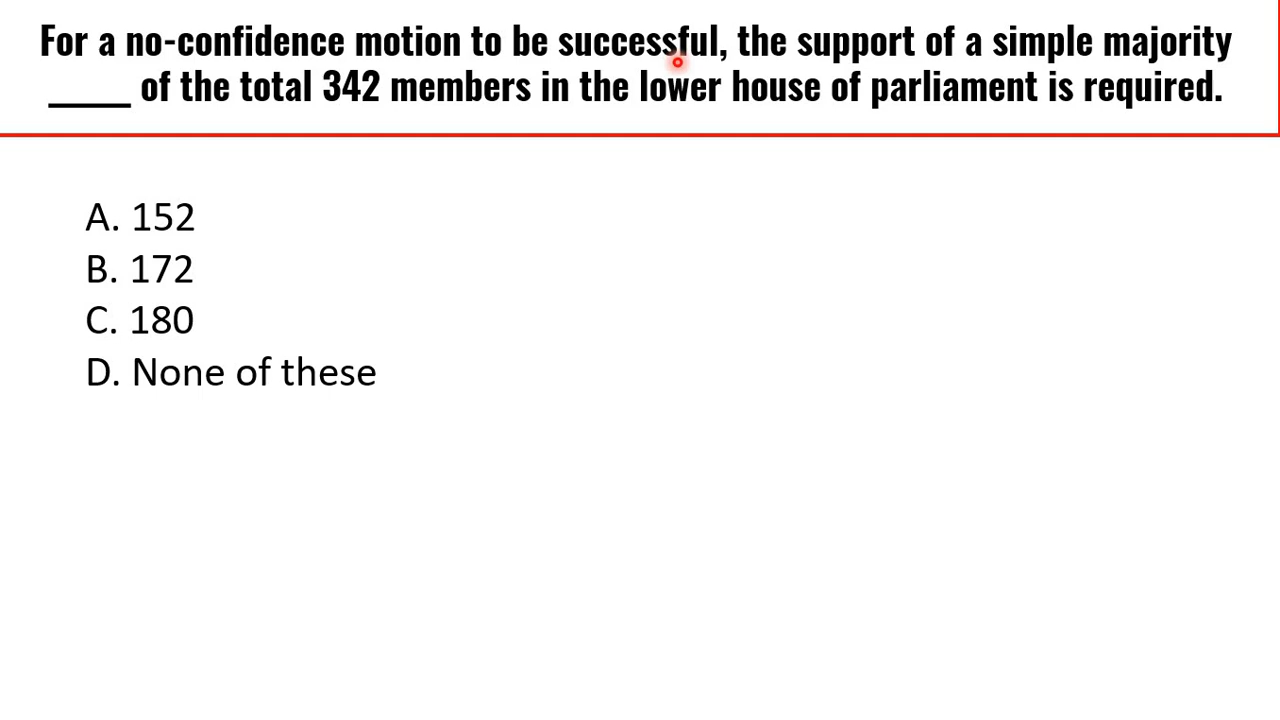 For a no-confidence motion to be successful, the support of a simple majority
_____ of the total 342 members in the lower house of parliament is required.
A. 152
B. 172
C. 180
D. None of these